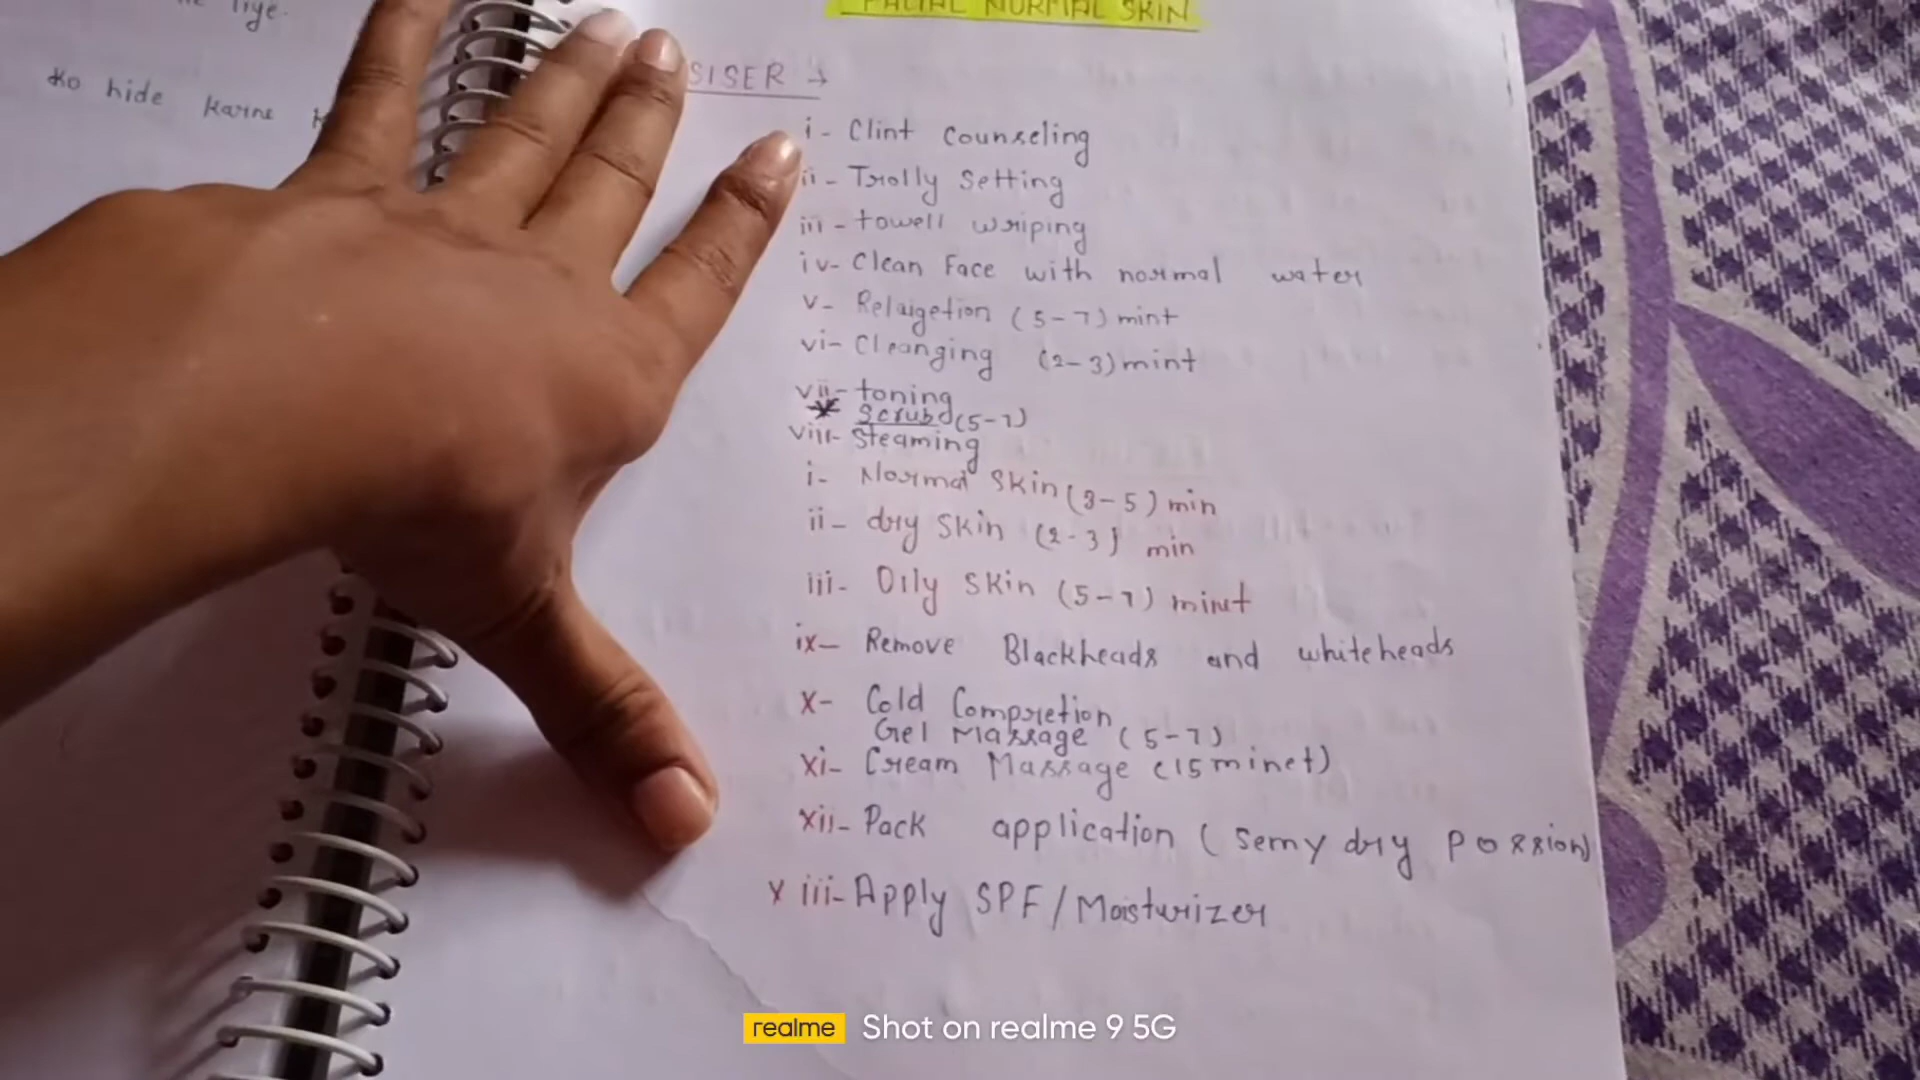 liye.
ko hide karne
FACIAL NORMAL SKIN
SISER →
i- Clint Counseling
ii- Trolly Setting
iii- towell wriping
iv- Clean Face with normal water
v- Relaigetion (5-7) mint
vi- Cleanging (2-3) mint
vii- toning
* Scrub (5-7)
viii- Steaming
i- Normal Skin (3-5) min
ii- dry Skin (2-3) min
iii- Oily Skin (5-7) minut
ix- Remove Blackheads and whiteheads
x- Cold Compretion
Gel Massage (5-7)
xi- Cream Massage (15 minet)
xii- Pack application (Semy dry possion)
xiii- Apply SPF/Moisturizer
realme Shot on realme 9 5G